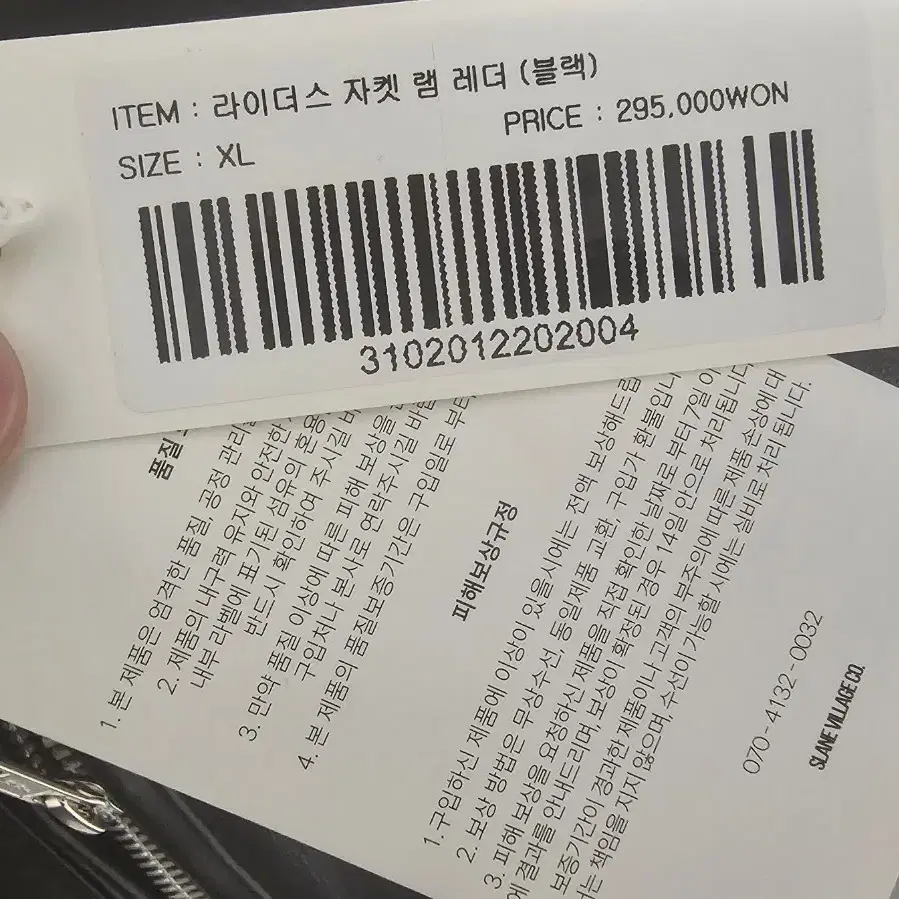 ITEM : 라이더스 자켓 램 레더 (블랙)
PRICE : 295,000WON
SIZE : XL
3102012202004
품질
1. 본 제품은 엄격한 품질, 공정 관리
2. 제품의 내구력 유지와 안전한
내부 라벨에 표기된 섬유의 혼용
반드시 확인하여 주시길
3. 만약 품질 이상에 따른 피해 보상을
구입처나 본사로 연락주시길
4. 본 제품의 품질보증기간은 구입일로 부터
피해보상규정
1. 구입하신 제품에 이상이 있을 시에는 전액 보상해드립
2. 보상 방법은 무상수선, 동일제품 교환, 구입가 환불입니
3. 피해 보상을 요청하신 제품을 직접 확인한 날짜로 부터 7일
에 결과를 안내드리며, 보상이 확정된 경우 14일 안으로 처리됩니다
보증기간이 경과한 제품이나 고객의 부주의에 따른 제품 손상에 대
는 책임을 지지 않으며, 수선이 가능할 시에는 실비로 처리 됩니다.
070-4132-0032
SLANE VILLAGE CO.